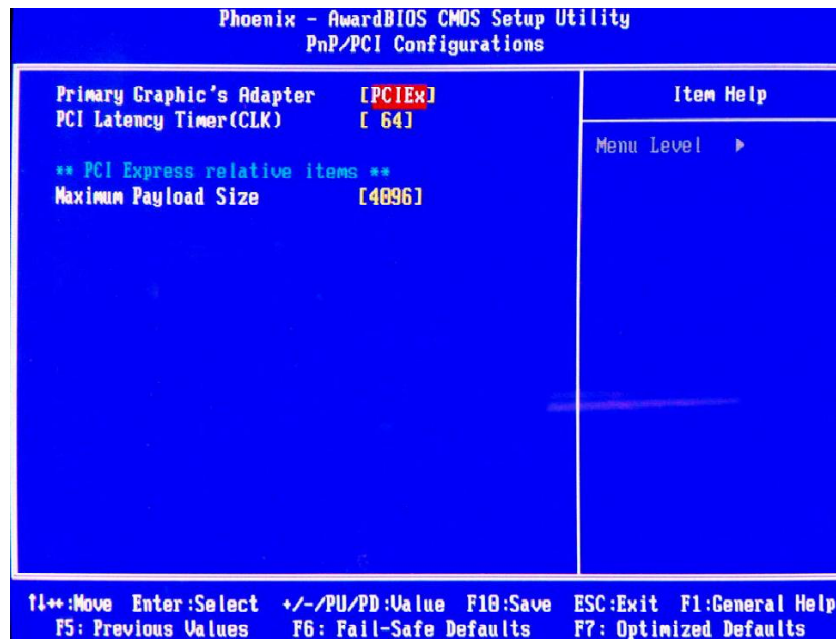 Phoenix - AwardBIOS CMOS Setup Utility
PnP/PCI Configurations
Primary Graphic's Adapter [PCIEx]
PCI Latency Timer(CLK) [ 64]
** PCI Express relative items **
Maximum Payload Size [4096]
Item Help
Menu Level ▶
↑↓↔:Move Enter:Select +/-/PU/PD:Value F10:Save ESC:Exit F1:General Help
F5: Previous Values F6: Fail-Safe Defaults F7: Optimized Defaults